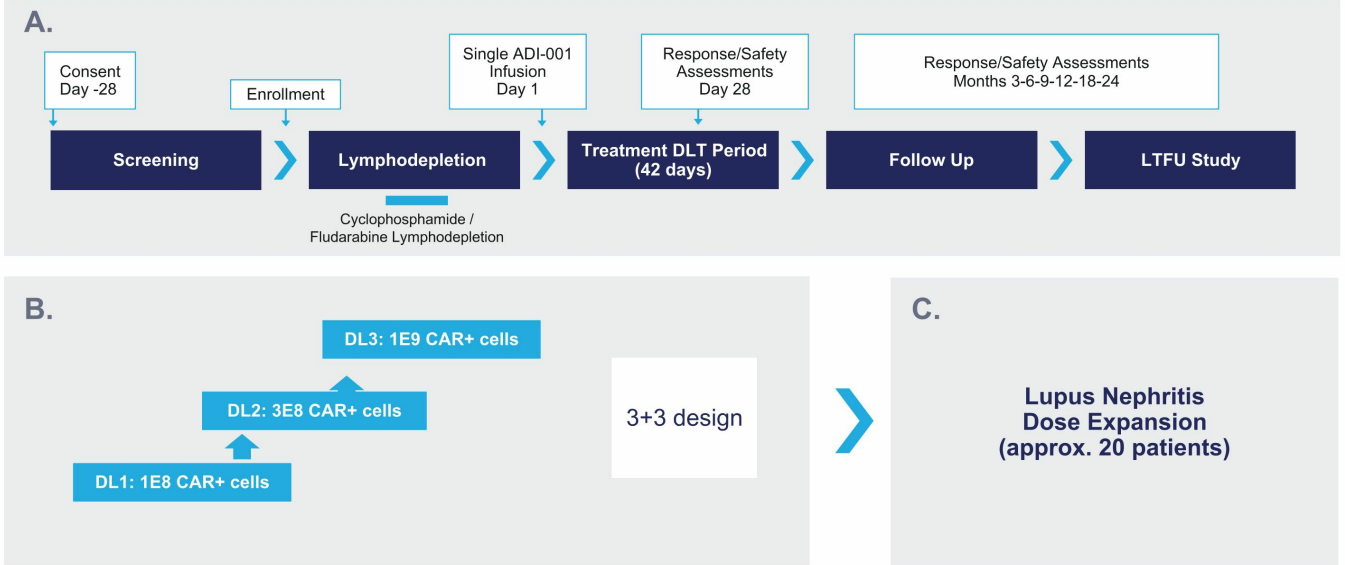 A.
Consent
Day -28
Enrollment
Single ADI-001
Infusion
Day 1
Response/Safety
Assessments
Day 28
Response/Safety Assessments
Months 3-6-9-12-18-24
Screening
Lymphodepletion
Treatment DLT Period
(42 days)
Follow Up
LTFU Study
Cyclophosphamide /
Fludarabine Lymphodepletion
B.
DL3: 1E9 CAR+ cells
DL2: 3E8 CAR+ cells
DL1: 1E8 CAR+ cells
3+3 design
C.
Lupus Nephritis
Dose Expansion
(approx. 20 patients)